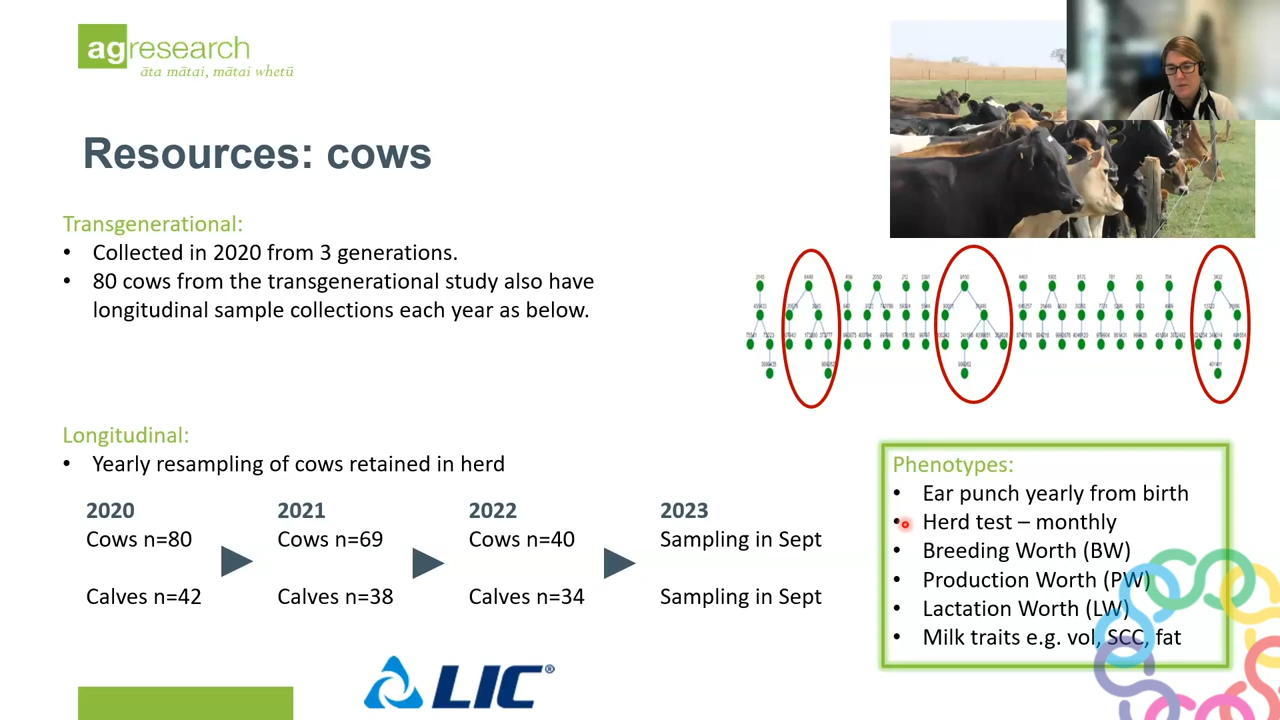 agresearch
āta mātai, mātai whetū
Resources: cows
Transgenerational:
• Collected in 2020 from 3 generations.
• 80 cows from the transgenerational study also have
longitudinal sample collections each year as below.
Longitudinal:
• Yearly resampling of cows retained in herd
2020 2021 2022 2023
Cows n=80 Cows n=69 Cows n=40 Sampling in Sept
Calves n=42 Calves n=38 Calves n=34 Sampling in Sept
LIC®
Phenotypes:
• Ear punch yearly from birth
• Herd test – monthly
• Breeding Worth (BW)
• Production Worth (PW)
• Lactation Worth (LW)
• Milk traits e.g. vol, SCC, fat